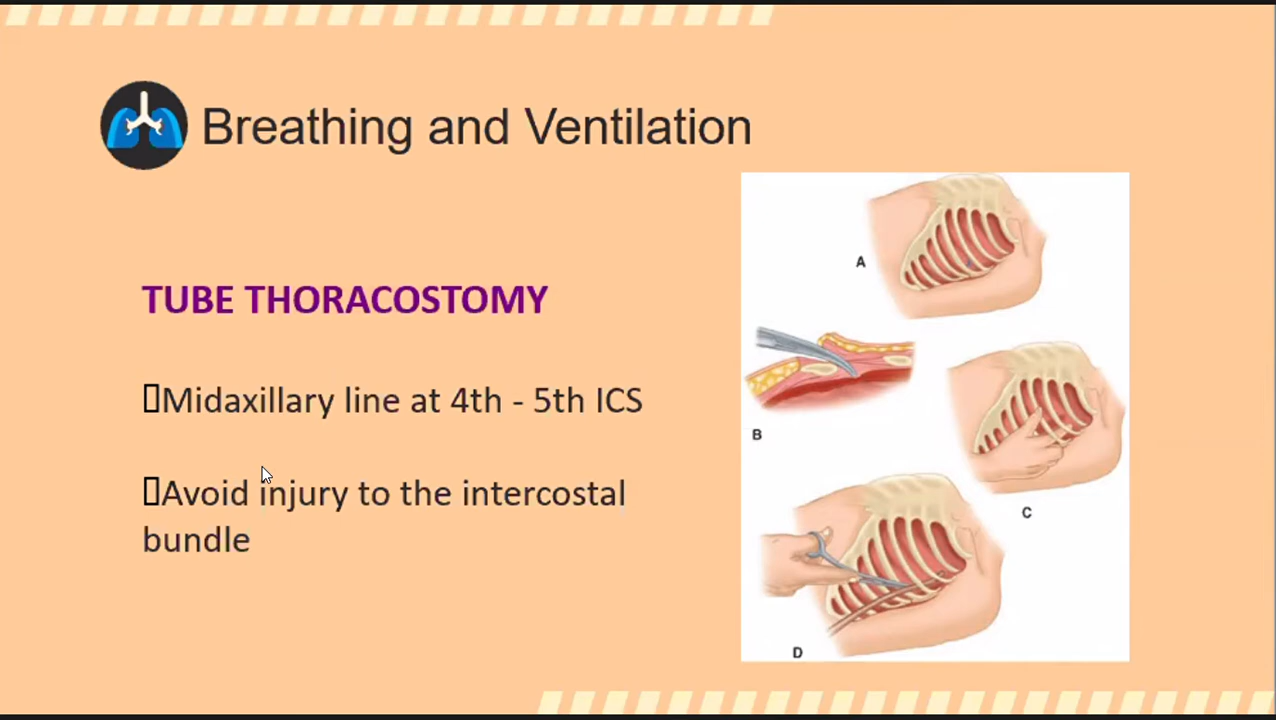 Breathing and Ventilation
TUBE THORACOSTOMY
▯Midaxillary line at 4th - 5th ICS
▯Avoid injury to the intercostal
bundle
A
B
C
D